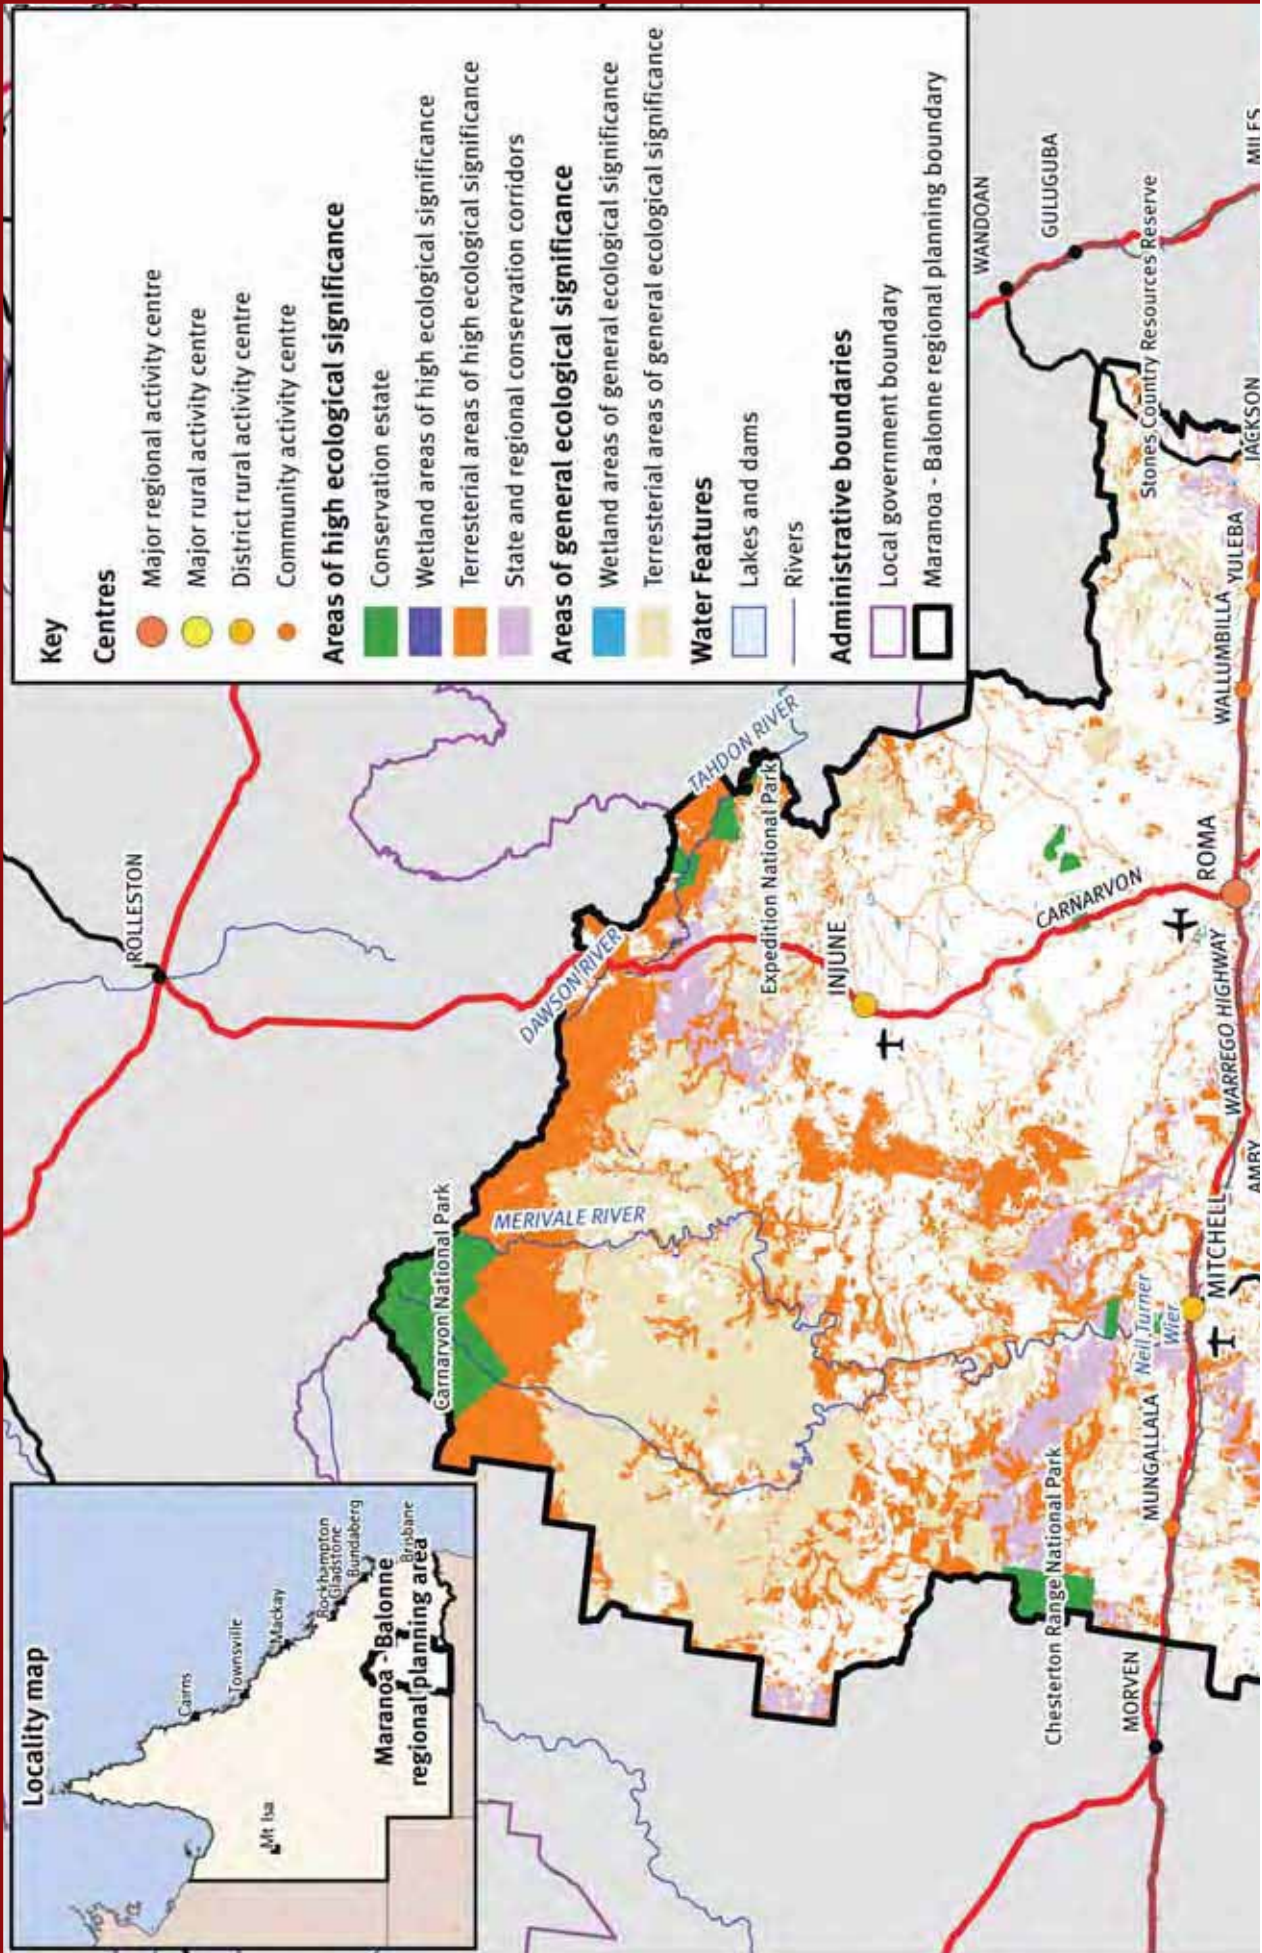 Locality map
Cairns
Townsville
Mt Isa
Mackay
Rockhampton
Gladstone
Bundaberg
Maranoa - Balonne
regional planning area
Brisbane
Key
Centres
Major regional activity centre
Major rural activity centre
District rural activity centre
Community activity centre
Areas of high ecological significance
Conservation estate
Wetland areas of high ecological significance
Terresterial areas of high ecological significance
State and regional conservation corridors
Areas of general ecological significance
Wetland areas of general ecological significance
Terresterial areas of general ecological significance
Water Features
Lakes and dams
Rivers
Administrative boundaries
Local government boundary
Maranoa - Balonne regional planning boundary
ROLLESTON
Carnarvon National Park
MERIVALE RIVER
DAWSON RIVER
TAHDON RIVER
Expedition National Park
INJUNE
CARNARVON
WANDOAN
GULUGUBA
Stones Country Resources Reserve
Chesterton Range National Park
MORVEN
MUNGALLALA
Neil Turner
Wier
MITCHELL
AMBY
WARREGO HIGHWAY
ROMA
WALLUMBILLA
YULEBA
JACKSON
MILES